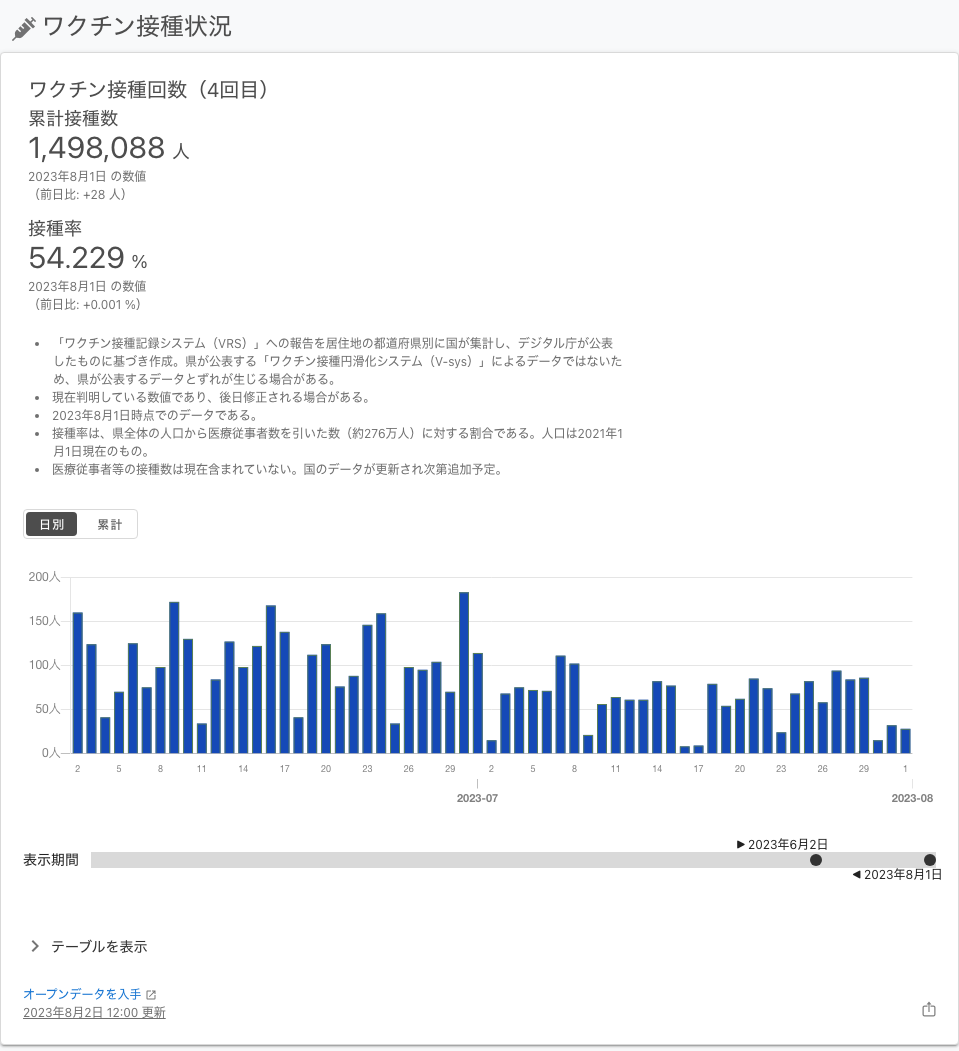 ワクチン接種状況
ワクチン接種回数（4回目）
累計接種数
1,498,088 人
2023年8月1日 の数値
（前日比: +28 人）
接種率
54.229 %
2023年8月1日 の数値
（前日比: +0.001 %）
• 「ワクチン接種記録システム（VRS）」への報告を居住地の都道府県別に国が集計し、デジタル庁が公表
したものに基づき作成。県が公表する「ワクチン接種円滑化システム（V-sys）」によるデータではないた
め、県が公表するデータとずれが生じる場合がある。
• 現在判明している数値であり、後日修正される場合がある。
• 2023年8月1日時点でのデータである。
• 接種率は、県全体の人口から医療従事者数を引いた数（約276万人）に対する割合である。人口は2021年1
月1日現在のもの。
• 医療従事者等の接種数は現在含まれていない。国のデータが更新され次第追加予定。
日別 累計
200人
150人
100人
50人
0人
2 5 8 11 14 17 20 23 26 29 2 5 8 11 14 17 20 23 26 29 1
2023-07 2023-08
▶ 2023年6月2日
表示期間
◀ 2023年8月1日
テーブルを表示
オープンデータを入手
2023年8月2日 12:00 更新